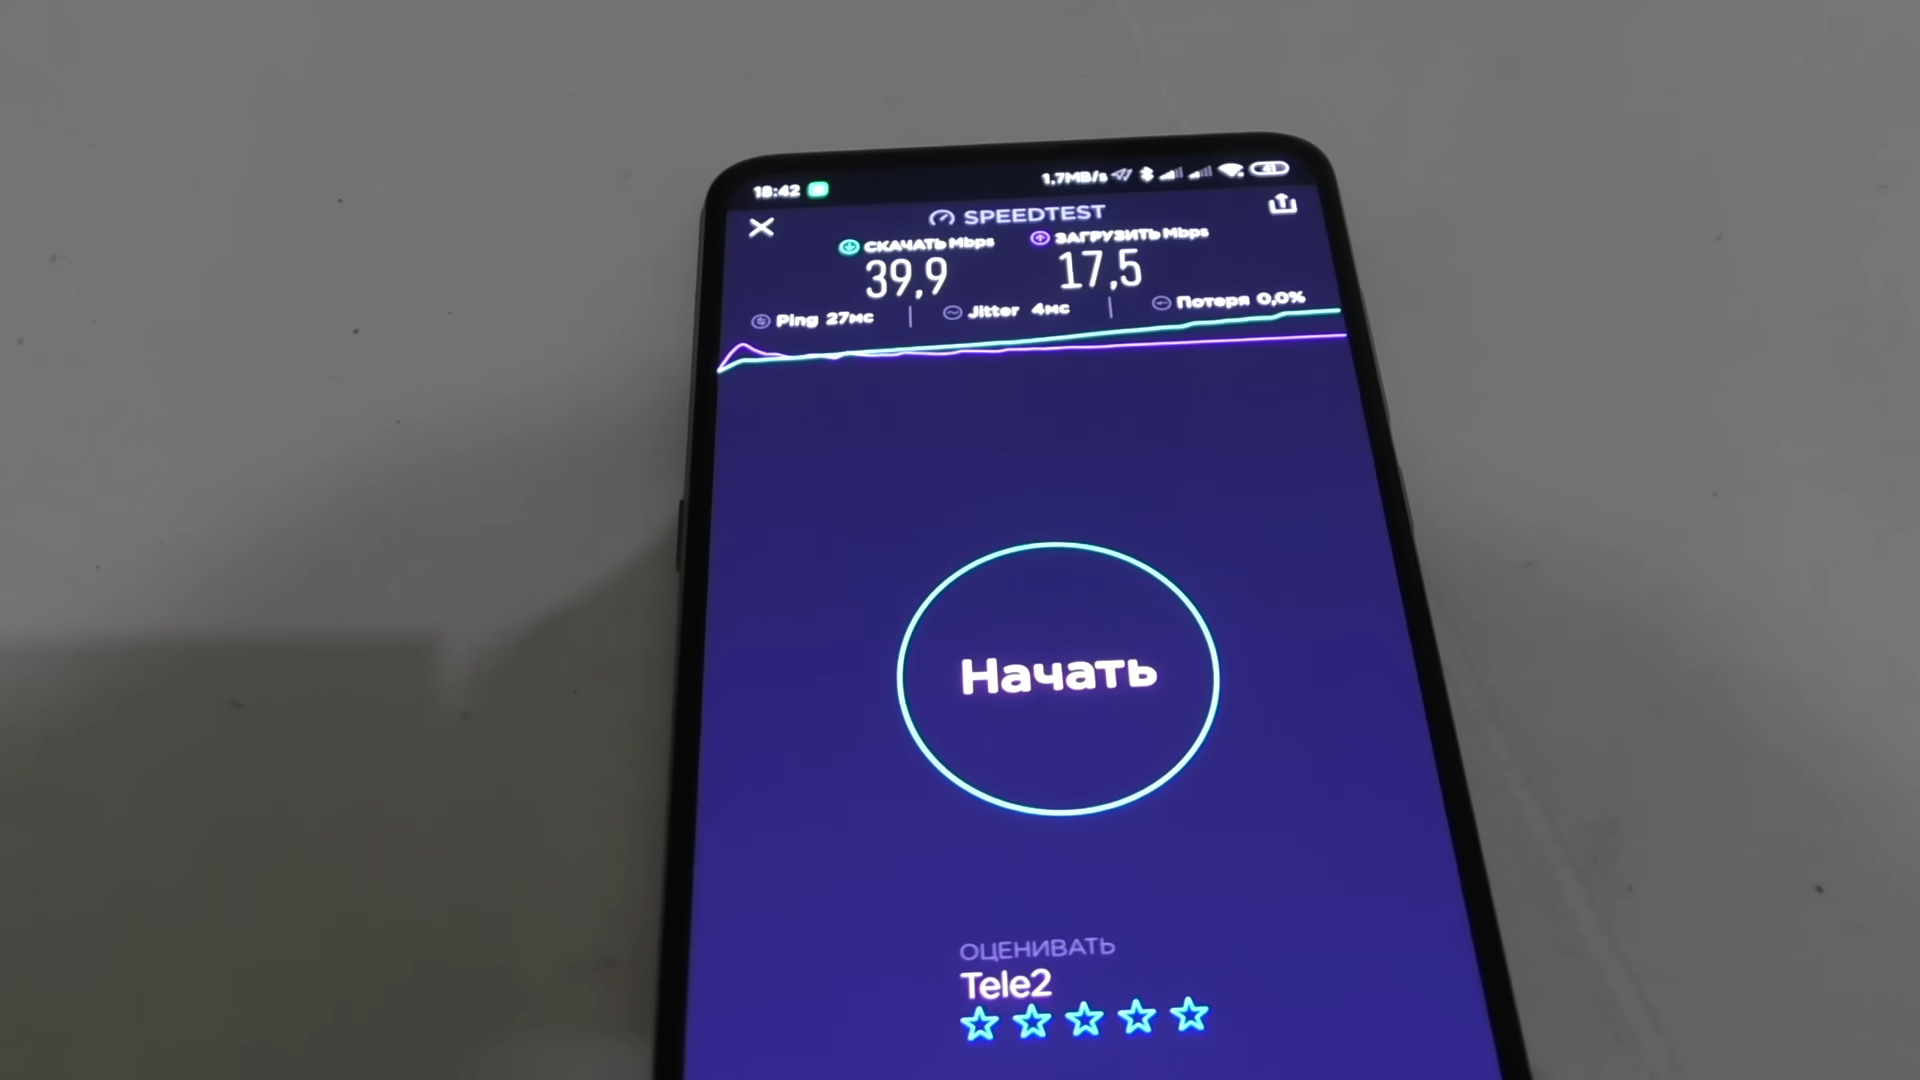 18:42 1,7MB/s 41
SPEEDTEST
СКАЧАТЬ Mbps ЗАГРУЗИТЬ Mbps
39,9 17,5
Ping 27мс Jitter 4мс Потеря 0,0%
Начать
ОЦЕНИВАТЬ
Tele2